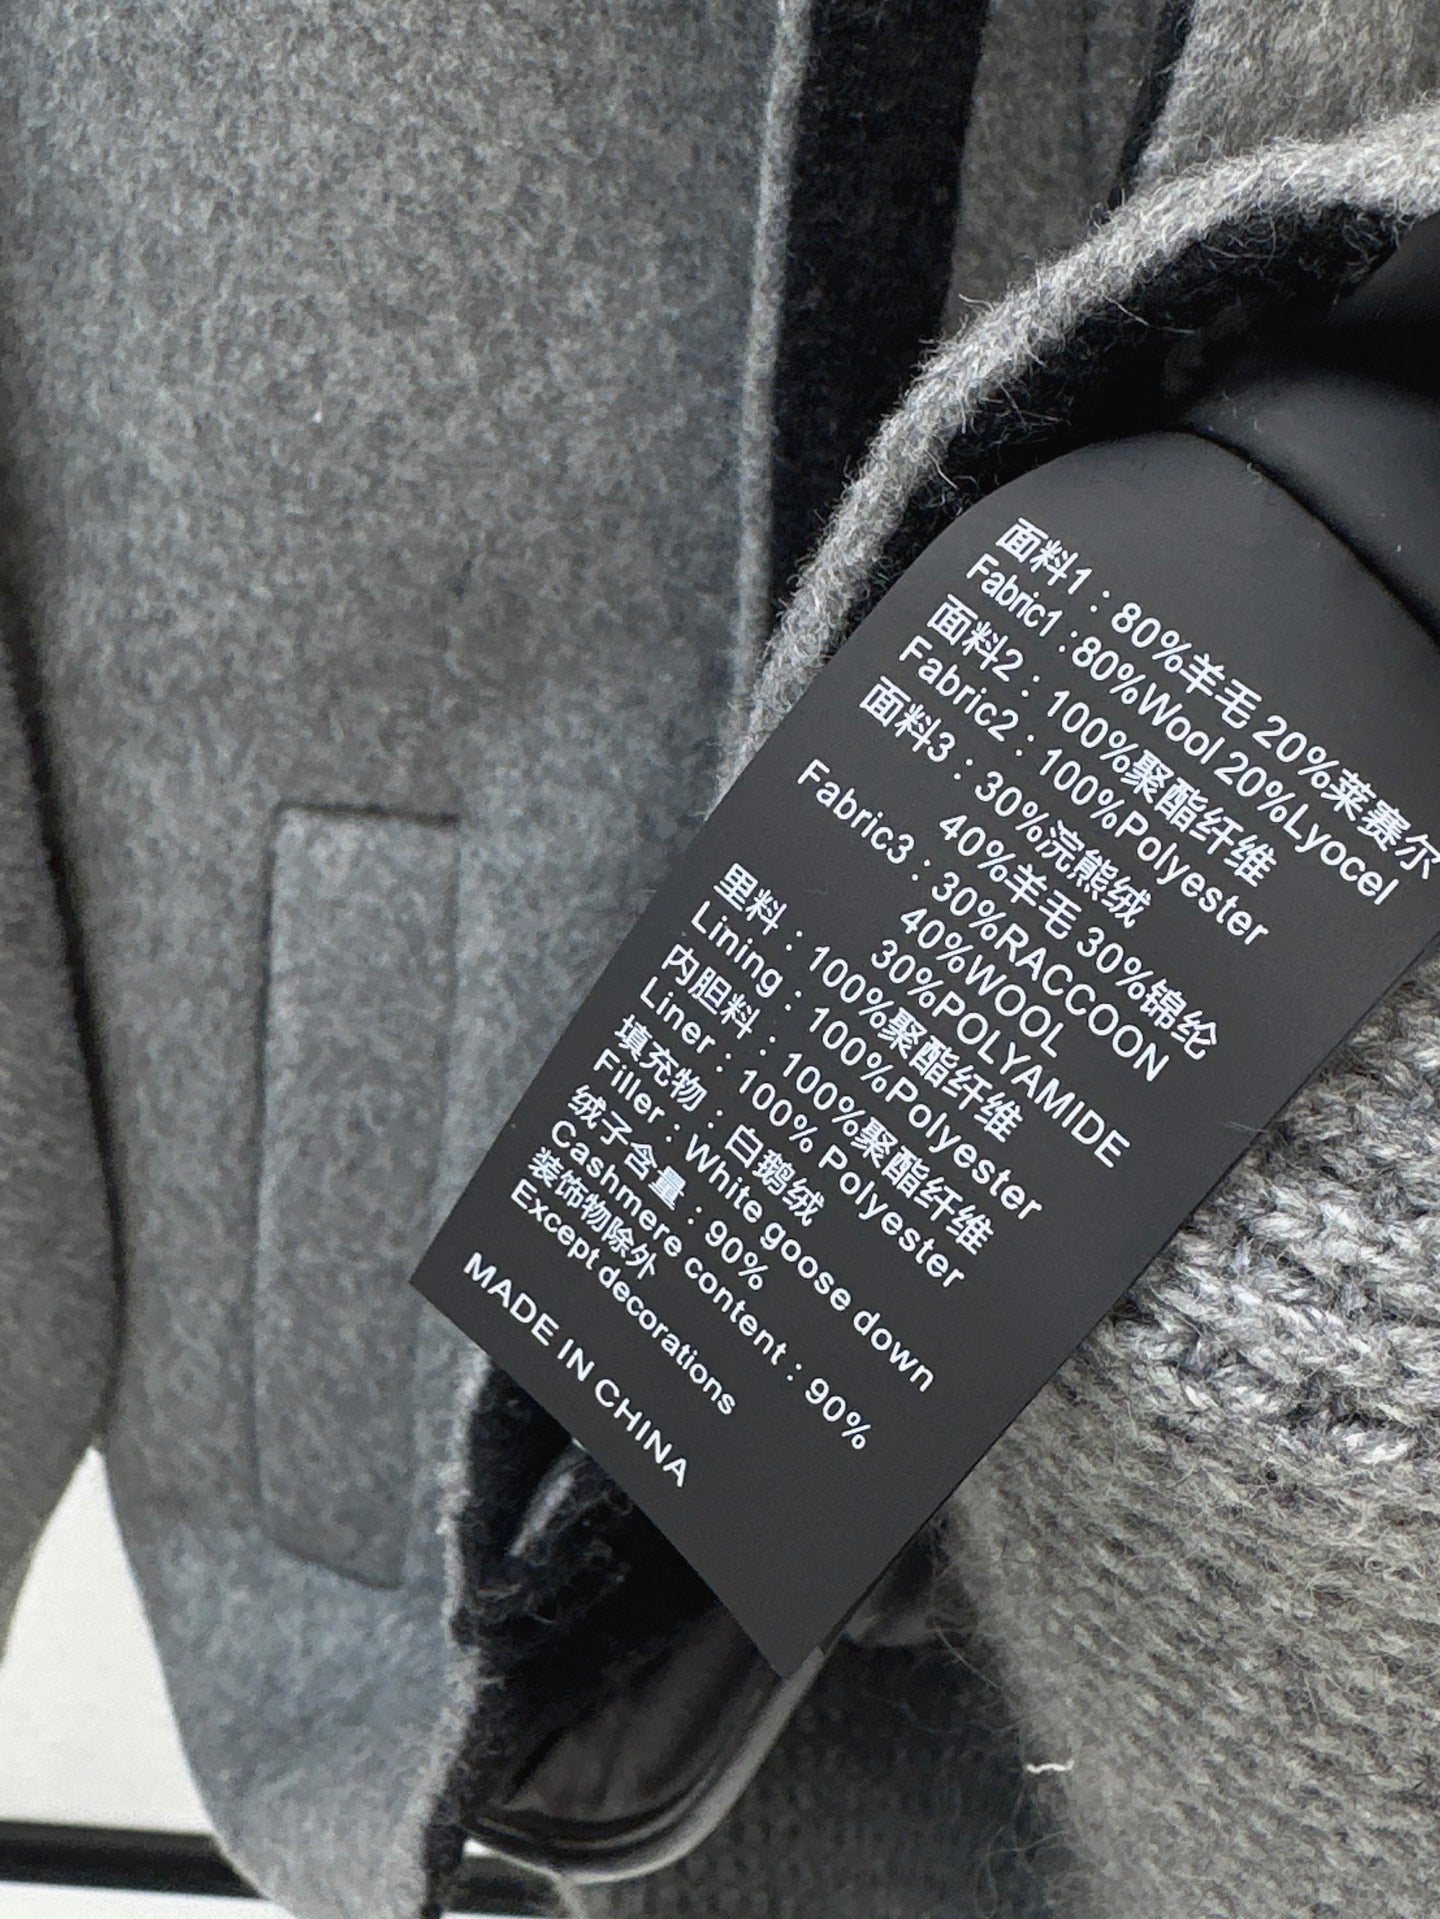 面料1：80%羊毛 20%莱赛尔
Fabric1 :80%Wool 20%Lyocel
面料2：100%聚酯纤维
Fabric2 : 100%Polyester
面料3：30%浣熊绒
40%羊毛 30%锦纶
Fabric3 : 30%RACCOON
40%WOOL
30%POLYAMIDE
里料：100%聚酯纤维
Lining : 100%Polyester
内胆料：100%聚酯纤维
Liner : 100% Polyester
填充物：白鹅绒
Filler : White goose down
绒子含量：90%
Cashmere content : 90%
装饰物除外
Except decorations
MADE IN CHINA